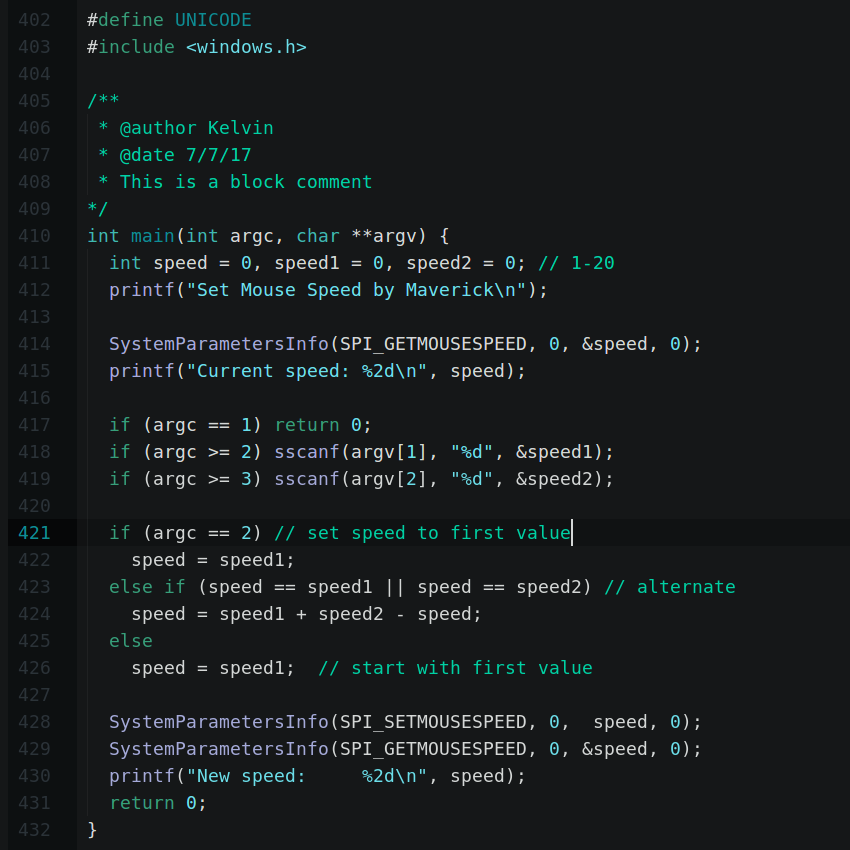 402 #define UNICODE
403 #include <windows.h>
404
405 /**
406  * @author Kelvin
407  * @date 7/7/17
408  * This is a block comment
409 */
410 int main(int argc, char **argv) {
411   int speed = 0, speed1 = 0, speed2 = 0; // 1-20
412   printf("Set Mouse Speed by Maverick\n");
413
414   SystemParametersInfo(SPI_GETMOUSESPEED, 0, &speed, 0);
415   printf("Current speed: %2d\n", speed);
416
417   if (argc == 1) return 0;
418   if (argc >= 2) sscanf(argv[1], "%d", &speed1);
419   if (argc >= 3) sscanf(argv[2], "%d", &speed2);
420
421   if (argc == 2) // set speed to first value
422     speed = speed1;
423   else if (speed == speed1 || speed == speed2) // alternate
424     speed = speed1 + speed2 - speed;
425   else
426     speed = speed1;  // start with first value
427
428   SystemParametersInfo(SPI_SETMOUSESPEED, 0,  speed, 0);
429   SystemParametersInfo(SPI_GETMOUSESPEED, 0, &speed, 0);
430   printf("New speed:     %2d\n", speed);
431   return 0;
432 }